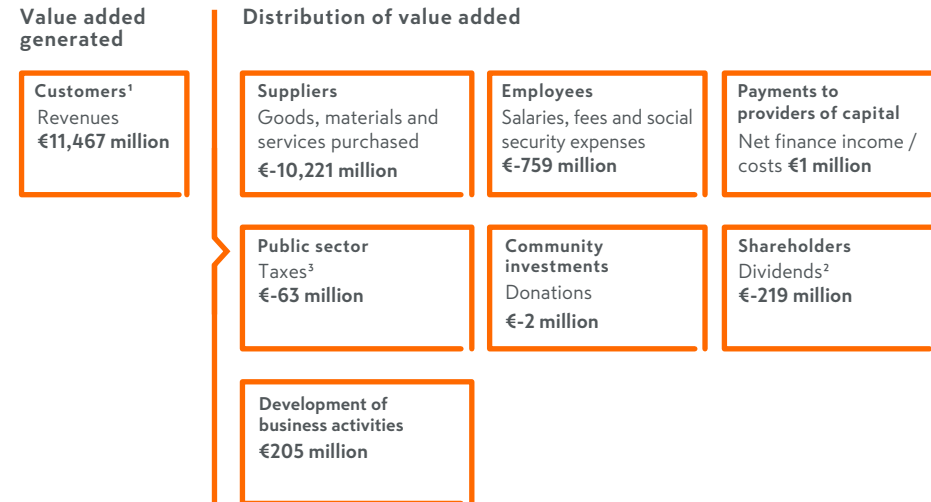 Value added
generated
Distribution of value added
Customers¹
Revenues
€11,467 million
Suppliers
Goods, materials and
services purchased
€-10,221 million
Employees
Salaries, fees and social
security expenses
€-759 million
Payments to
providers of capital
Net finance income /
costs €1 million
Public sector
Taxes³
€-63 million
Community
investments
Donations
€-2 million
Shareholders
Dividends²
€-219 million
Development of
business activities
€205 million